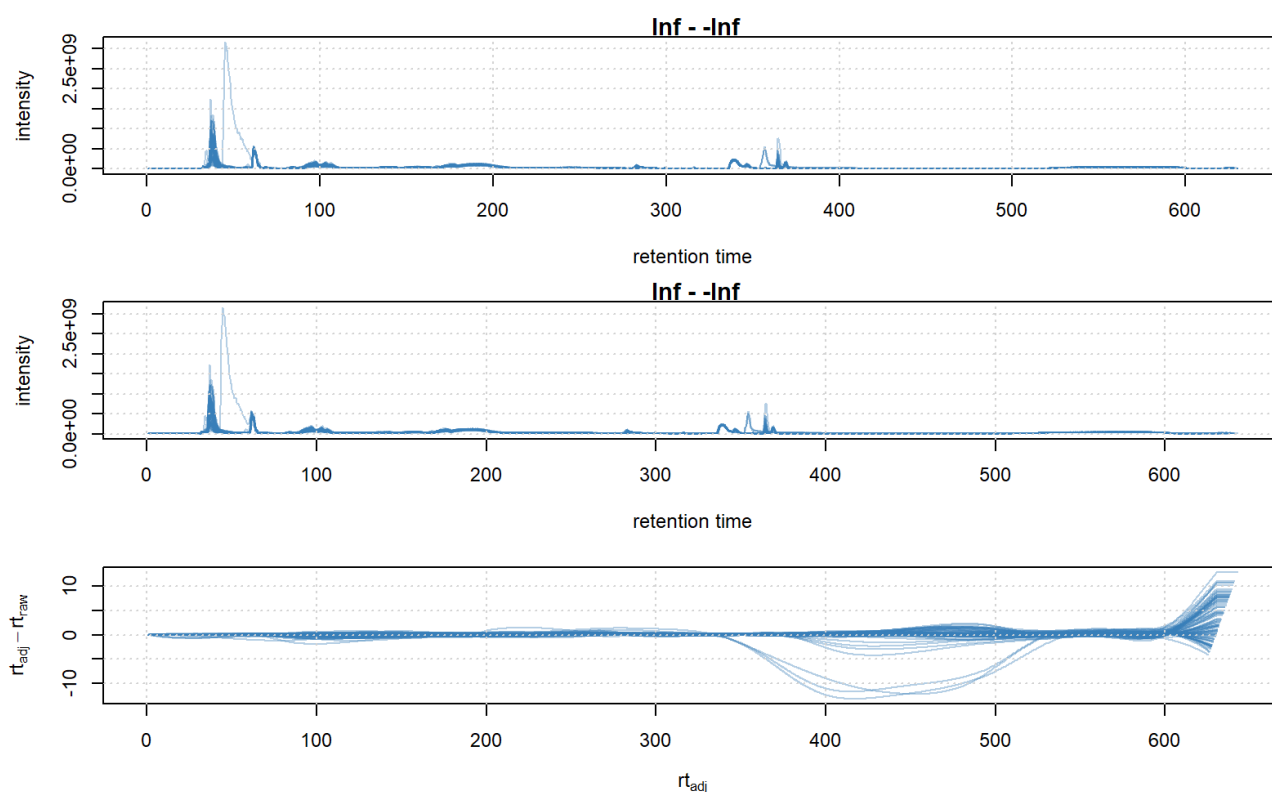 Inf - -Inf
intensity
0.0e+00 2.5e+09
0 100 200 300 400 500 600
retention time
Inf - -Inf
intensity
0.0e+00 2.5e+09
0 100 200 300 400 500 600
retention time
rtadj − rtraw
10
0
-10
0 100 200 300 400 500 600
rtadj